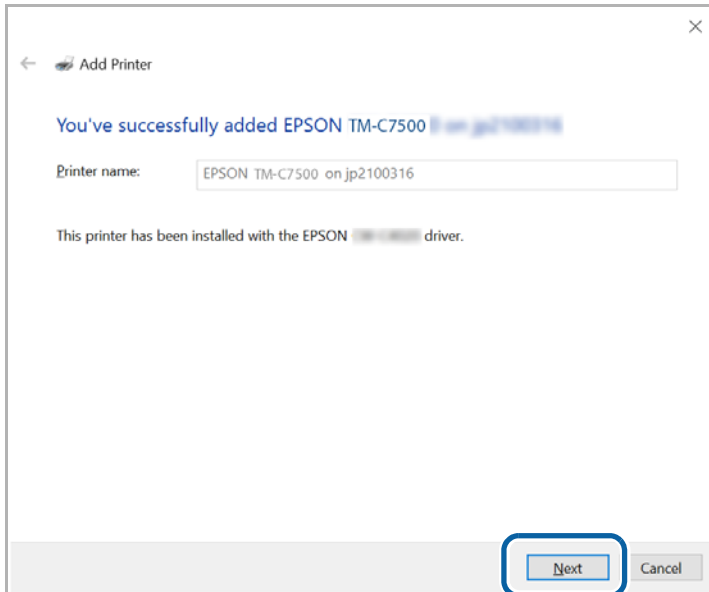 Add Printer
You've successfully added EPSON TM-C7500
Printer name: EPSON TM-C7500 on jp2100316
This printer has been installed with the EPSON driver.
Next Cancel